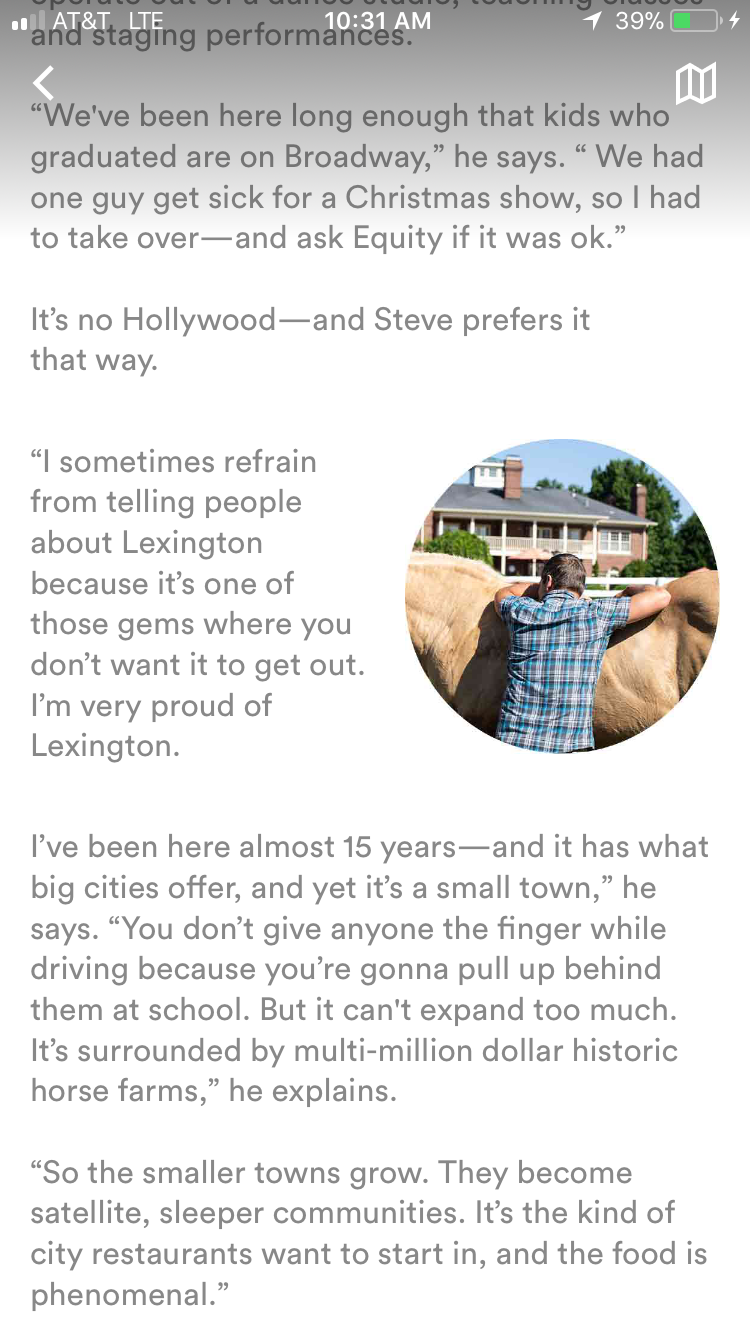 operate out of a dance studio, teaching classes
AT&T LTE 10:31 AM 39%
and staging performances.
“We've been here long enough that kids who
graduated are on Broadway,” he says. “ We had
one guy get sick for a Christmas show, so I had
to take over—and ask Equity if it was ok.”
It’s no Hollywood—and Steve prefers it
that way.
“I sometimes refrain
from telling people
about Lexington
because it’s one of
those gems where you
don’t want it to get out.
I’m very proud of
Lexington.
I’ve been here almost 15 years—and it has what
big cities offer, and yet it’s a small town,” he
says. “You don’t give anyone the finger while
driving because you’re gonna pull up behind
them at school. But it can't expand too much.
It’s surrounded by multi-million dollar historic
horse farms,” he explains.
“So the smaller towns grow. They become
satellite, sleeper communities. It’s the kind of
city restaurants want to start in, and the food is
phenomenal.”